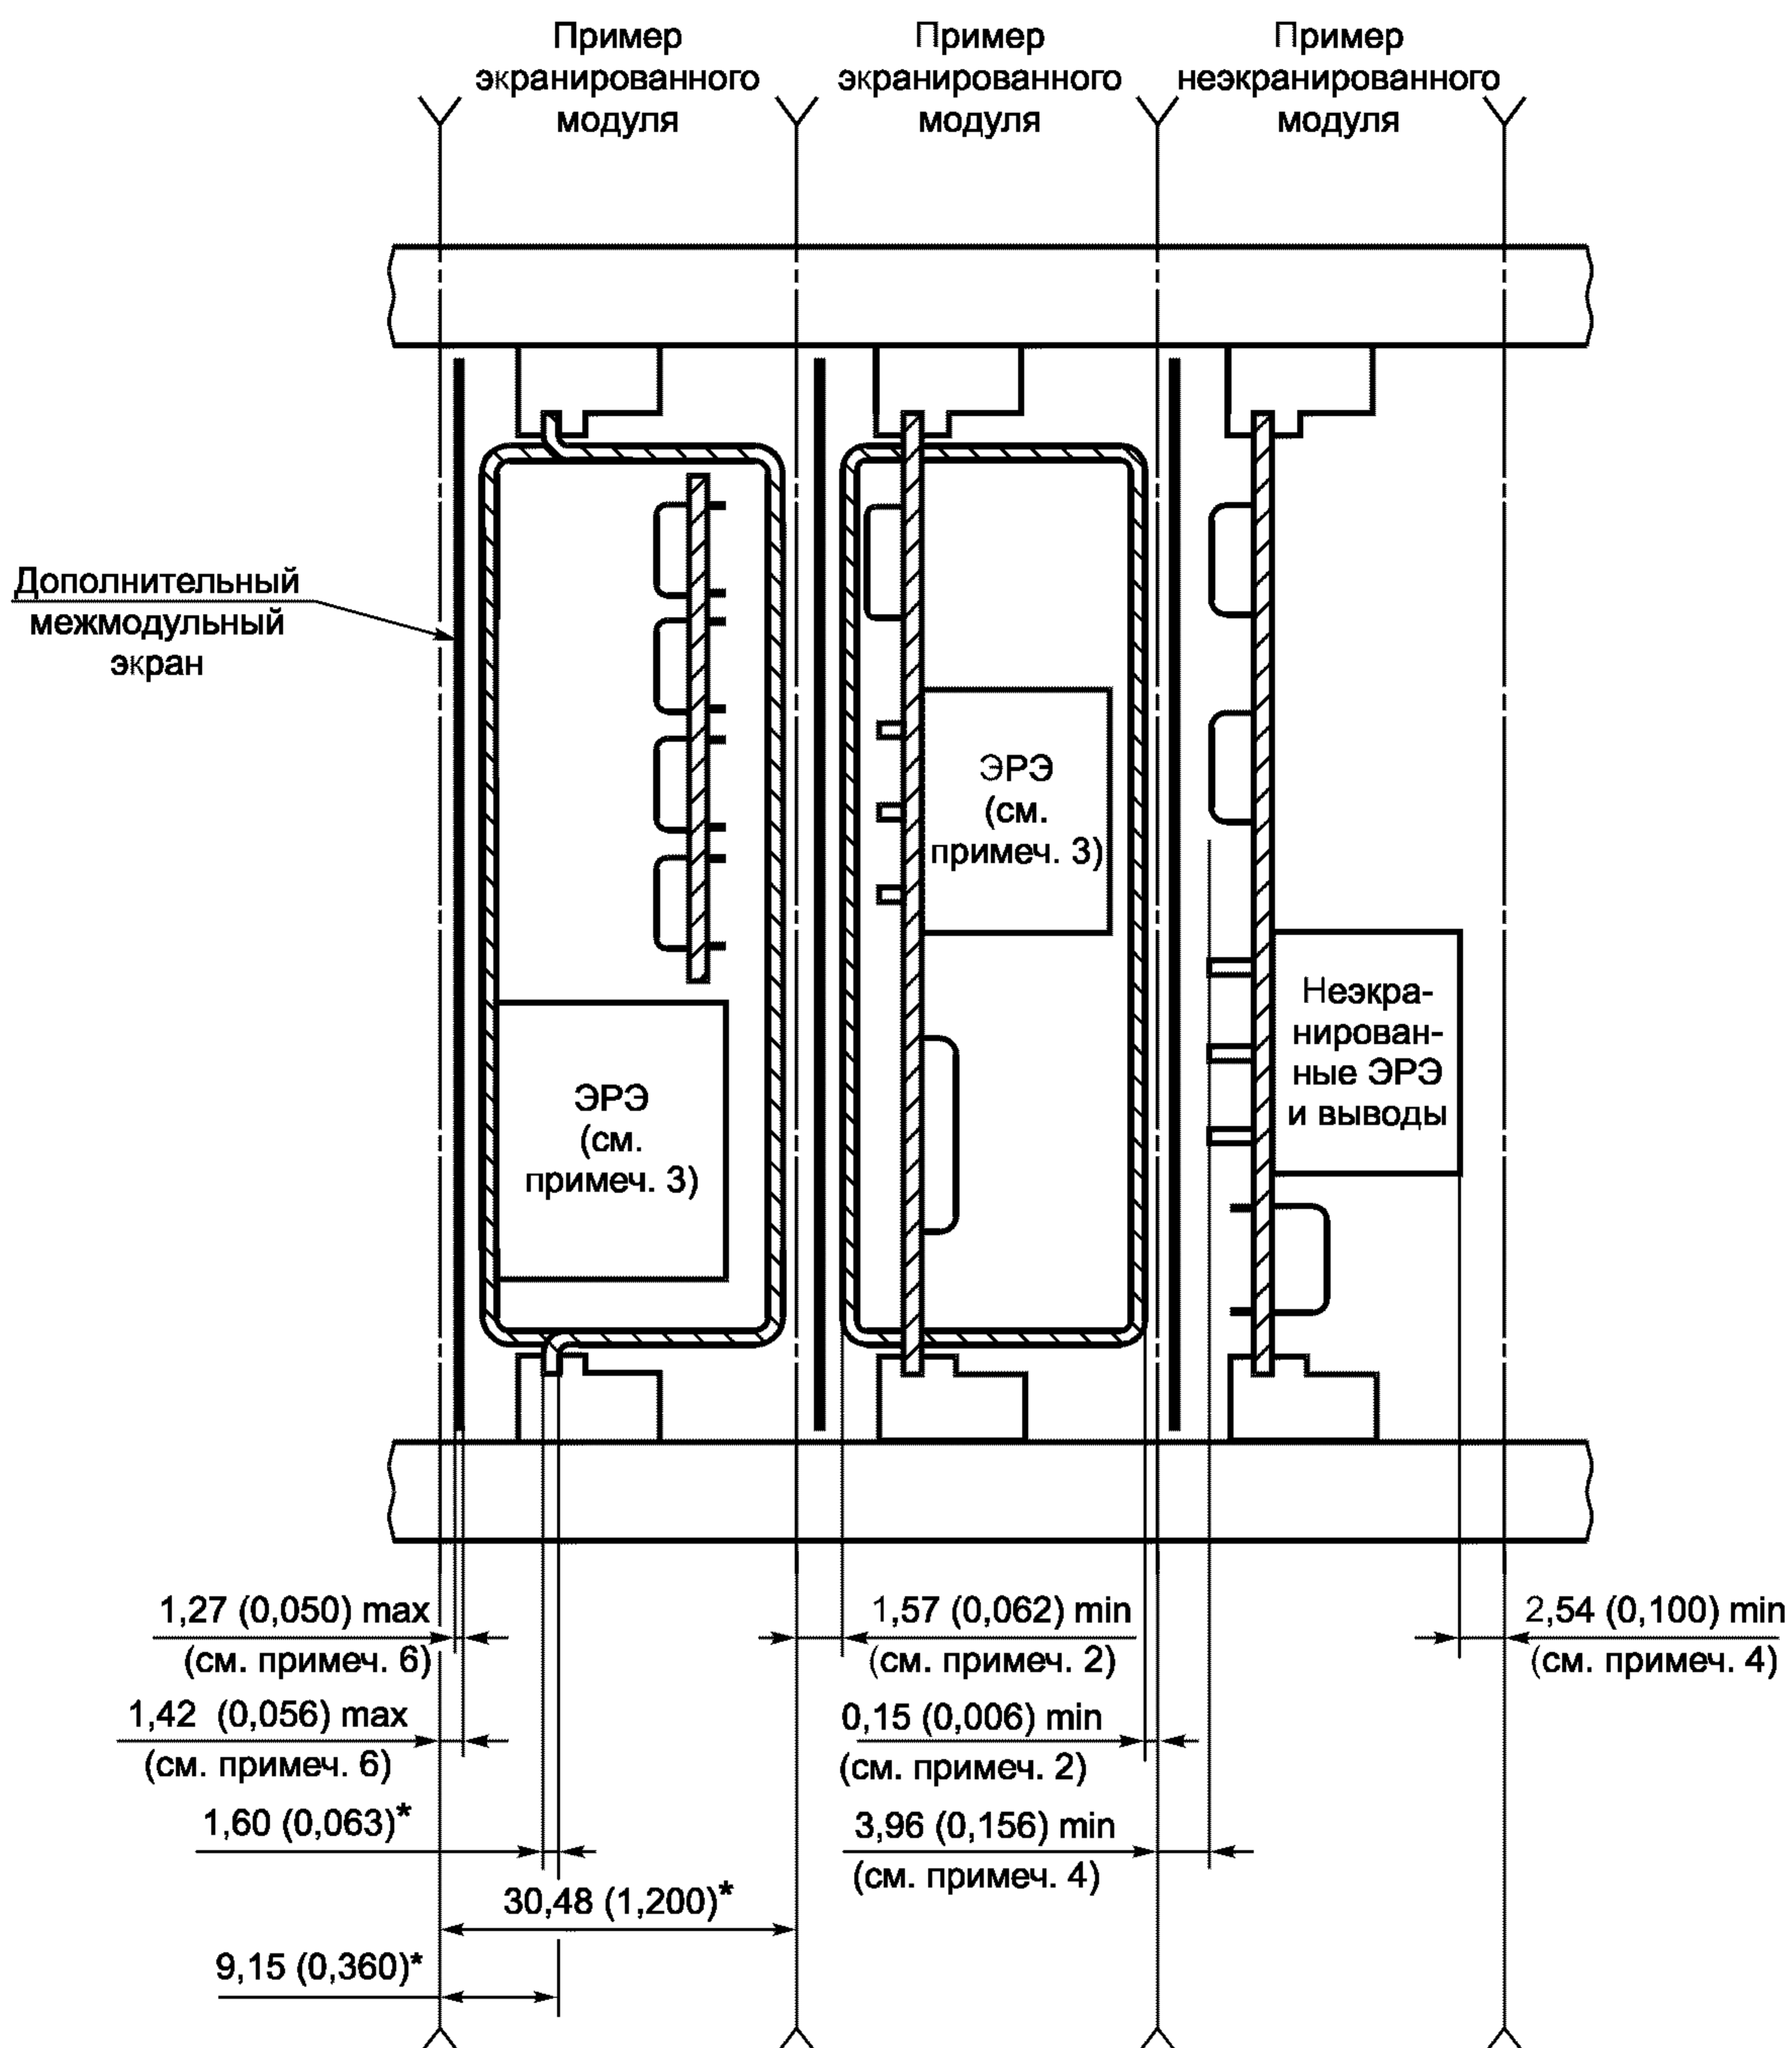 Пример
экранированного
модуля
Пример
экранированного
модуля
Пример
неэкранированного
модуля
Дополнительный
межмодульный
экран
ЭРЭ
(см.
примеч. 3)
ЭРЭ
(см.
примеч. 3)
Неэкра-
нирован-
ные ЭРЭ
и выводы
1,27 (0,050) max
(см. примеч. 6)
1,42 (0,056) max
(см. примеч. 6)
1,60 (0,063)*
30,48 (1,200)*
9,15 (0,360)*
1,57 (0,062) min
(см. примеч. 2)
0,15 (0,006) min
(см. примеч. 2)
3,96 (0,156) min
(см. примеч. 4)
2,54 (0,100) min
(см. примеч. 4)